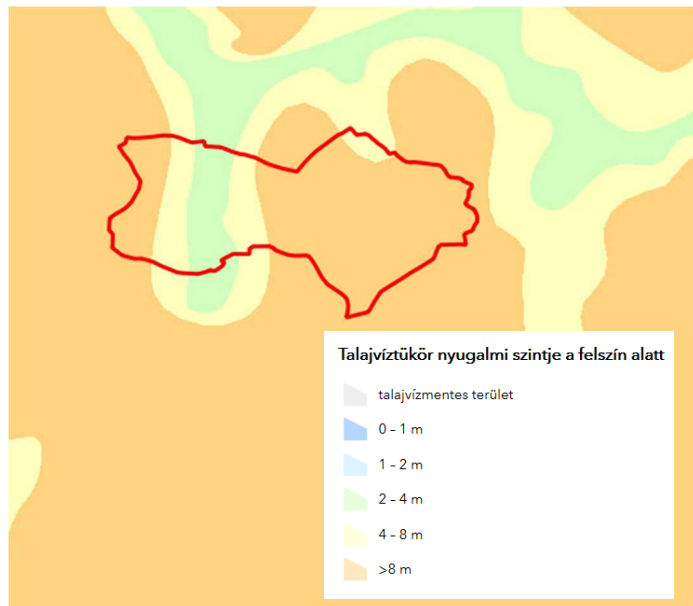 Talajvíztükör nyugalmi szintje a felszín alatt
talajvízmentes terület
0 – 1 m
1 – 2 m
2 – 4 m
4 – 8 m
>8 m